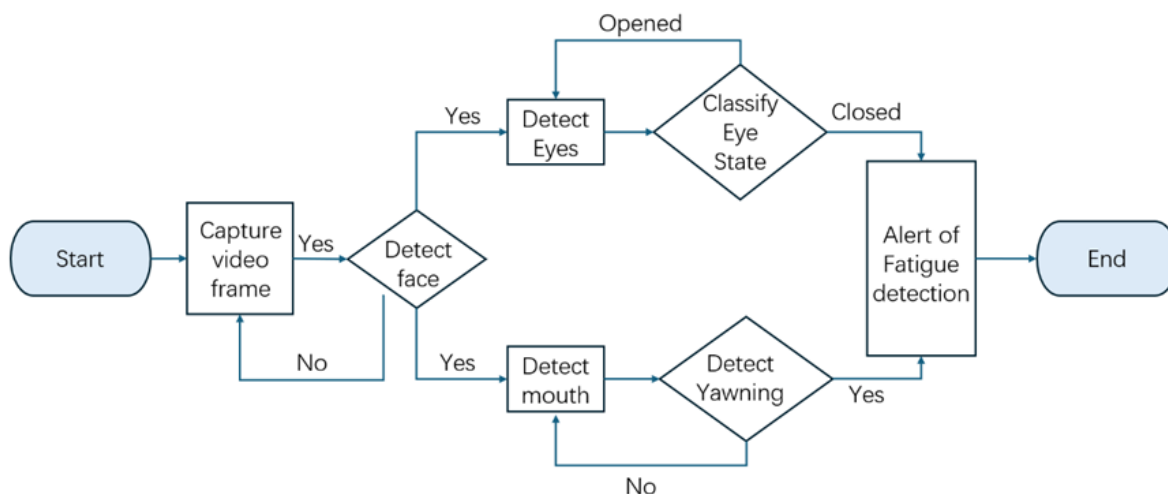 Opened
Yes
Detect
Eyes
Classify
Eye
State
Closed
Start
Capture
video
frame
Yes
Detect
face
Alert of
Fatigue
detection
End
No
Yes
Detect
mouth
Detect
Yawning
Yes
No